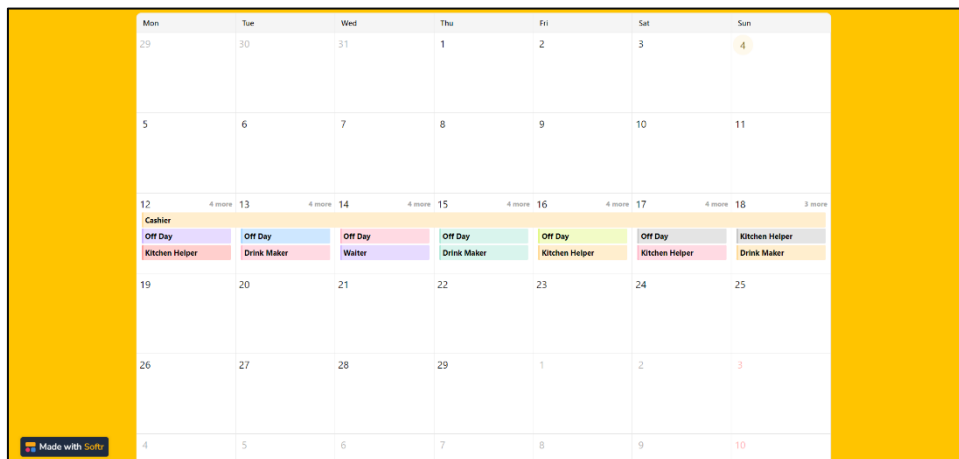 Mon Tue Wed Thu Fri Sat Sun
29 30 31 1 2 3 4
5 6 7 8 9 10 11
12 4 more 13 4 more 14 4 more 15 4 more 16 4 more 17 4 more 18 3 more
Cashier
Off Day Off Day Off Day Off Day Off Day Off Day Kitchen Helper
Kitchen Helper Drink Maker Waiter Drink Maker Kitchen Helper Kitchen Helper Drink Maker
19 20 21 22 23 24 25
26 27 28 29 1 2 3
4 5 6 7 8 9 10
Made with Softr